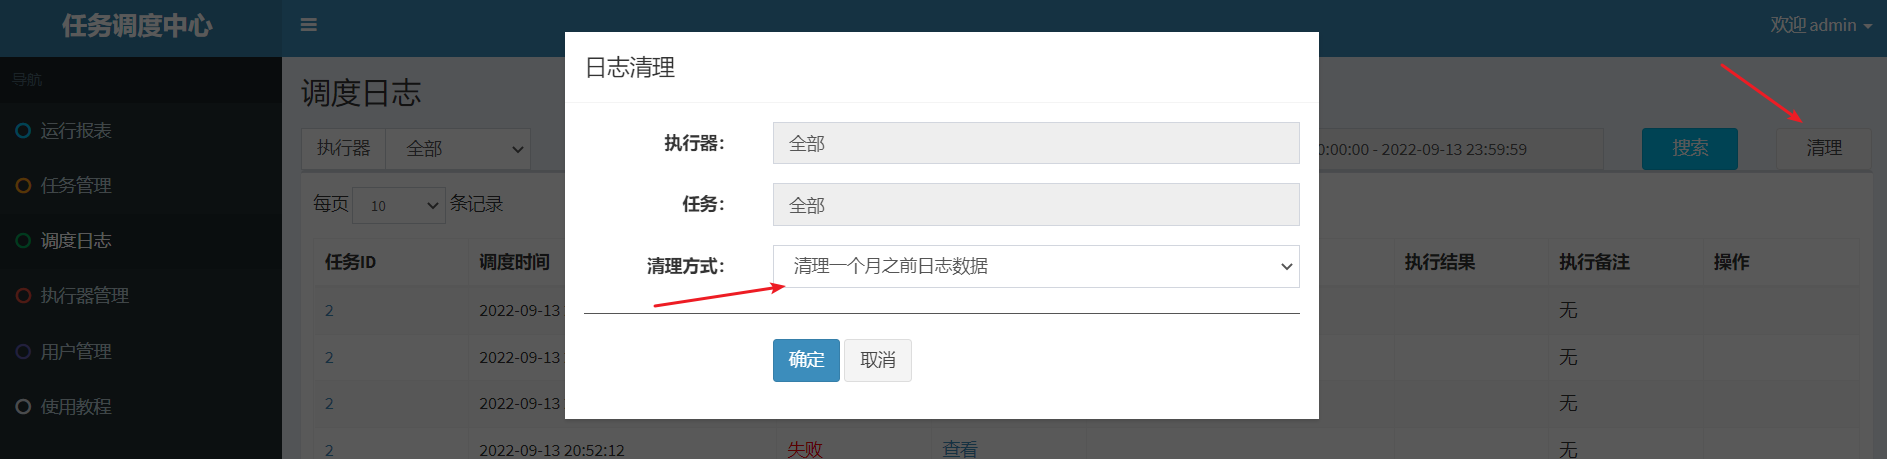 任务调度中心
欢迎 admin
导航
运行报表
任务管理
调度日志
执行器管理
用户管理
使用教程
调度日志
执行器 全部
0:00:00 - 2022-09-13 23:59:59 搜索 清理
每页 10 条记录
任务ID 调度时间 执行结果 执行备注 操作
2 2022-09-13 无
2 2022-09-13 无
2 2022-09-13 无
2 2022-09-13 20:52:12 失败 查看 无
日志清理
执行器： 全部
任务： 全部
清理方式： 清理一个月之前日志数据
确定 取消